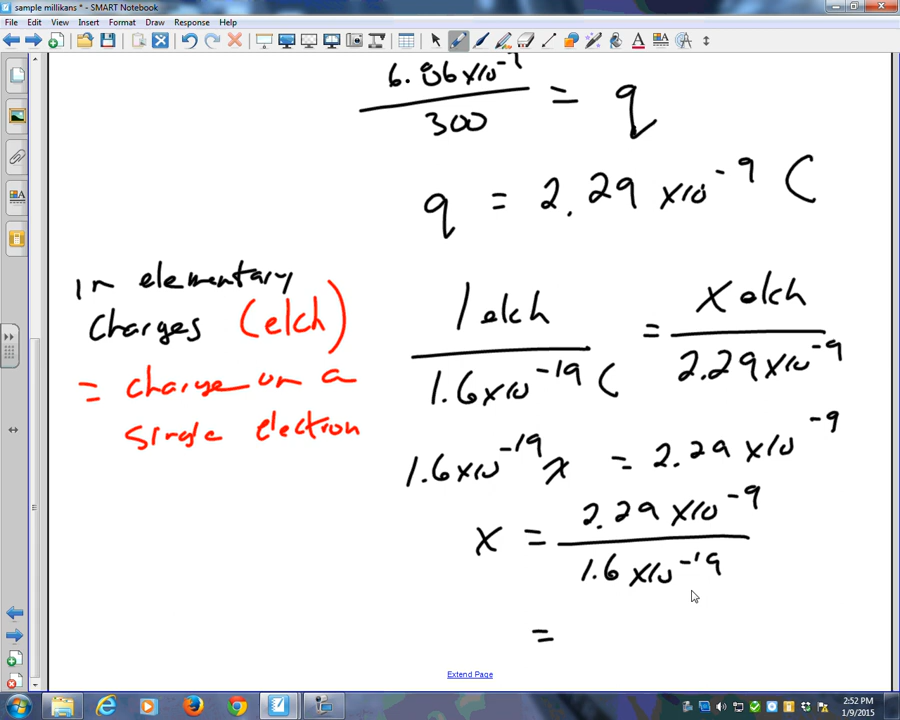 sample millikans * - SMART Notebook
File Edit View Insert Format Draw Response Help
6.86x10⁻⁷
300
= q
q = 2.29 x10⁻⁹ C
In elementary
Charges (elch)
= charge on a
single electron
1 elch
1.6x10⁻¹⁹ C
= x elch
2.29x10⁻⁹
1.6x10⁻¹⁹ x = 2.29 x10⁻⁹
x = 2.29 x10⁻⁹
1.6 x10⁻¹⁹
=
Extend Page
2:52 PM
1/9/2015